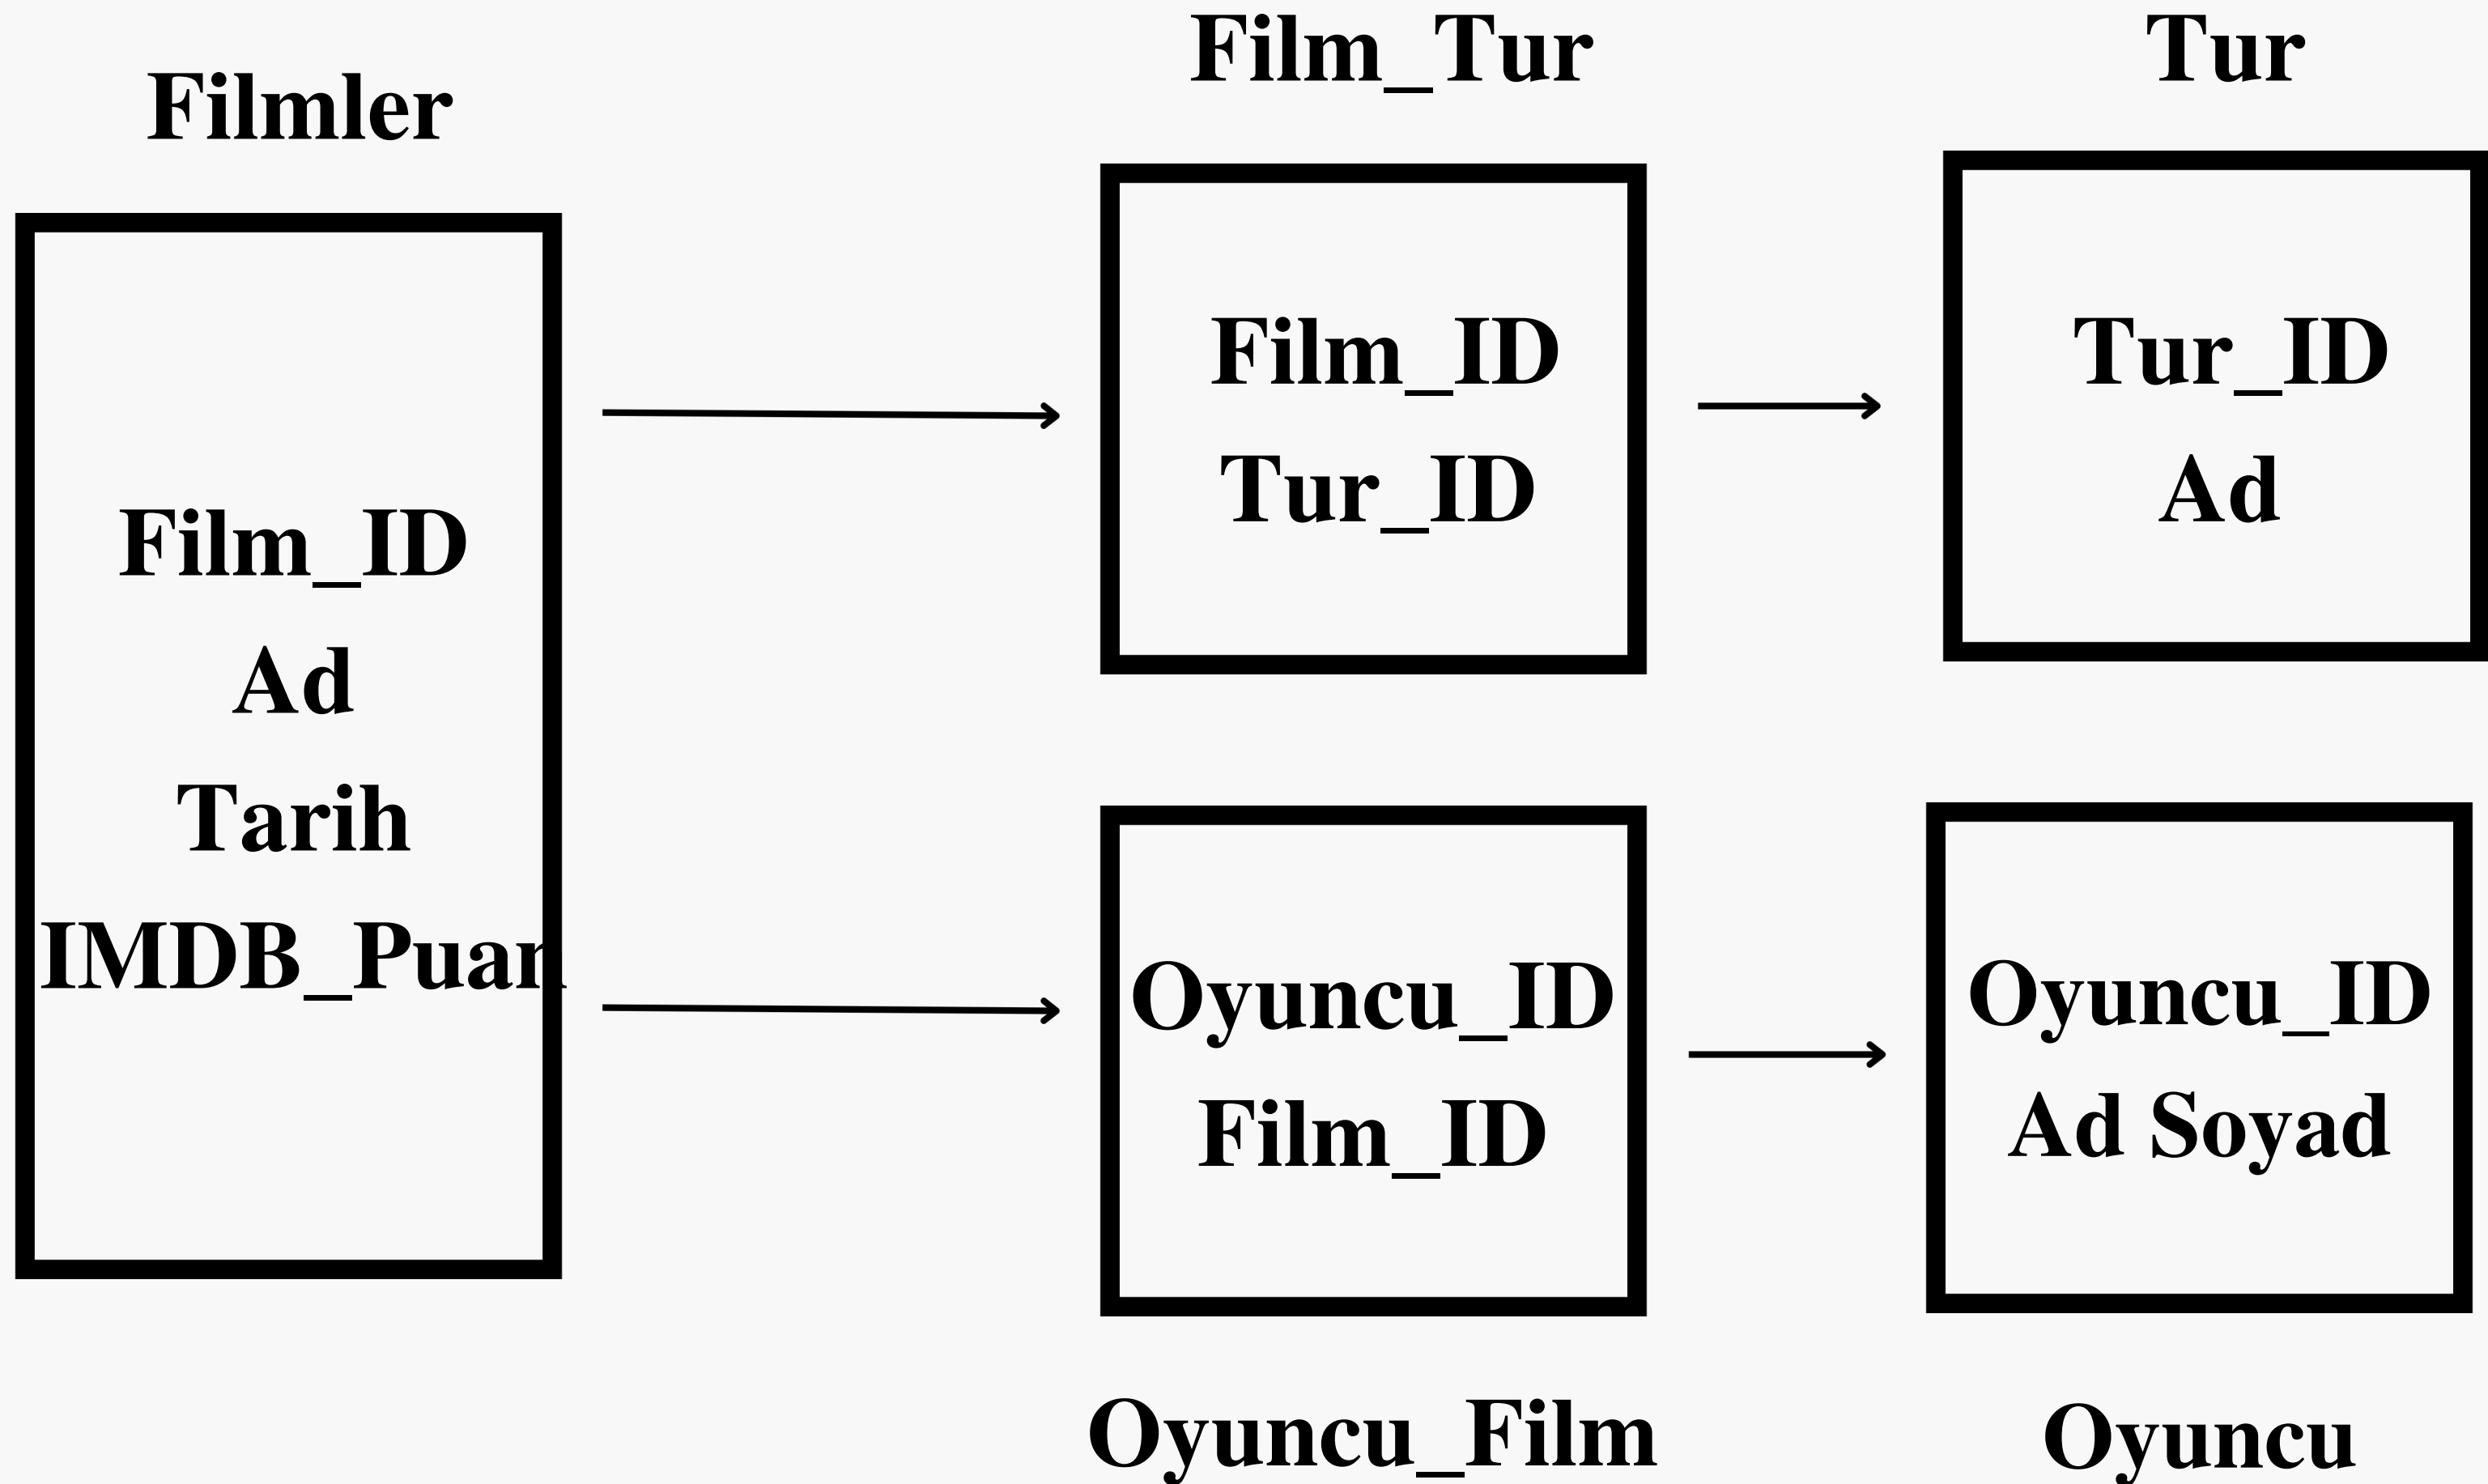 Filmler
Film_ID
Ad
Tarih
IMDB_Puan
Film_Tur
Film_ID
Tur_ID
Tur
Tur_ID
Ad
Oyuncu_ID
Film_ID
Oyuncu_Film
Oyuncu_ID
Ad Soyad
Oyuncu